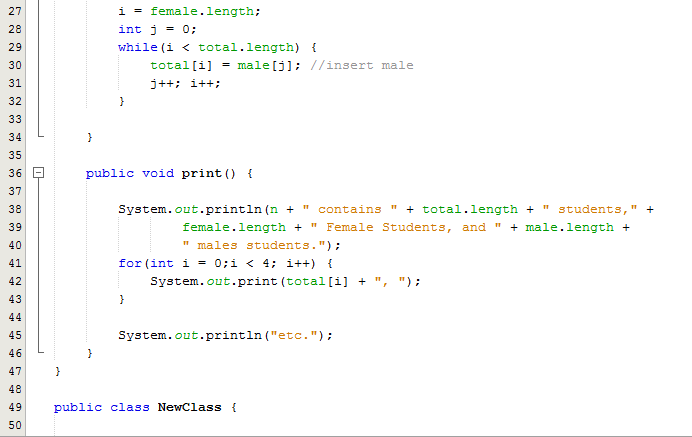 27 i = female.length;
28 int j = 0;
29 while(i < total.length) {
30 total[i] = male[j]; //insert male
31 j++; i++;
32 }
33
34 }
35
36 public void print() {
37
38 System.out.println(n + " contains " + total.length + " students," +
39 female.length + " Female Students, and " + male.length +
40 " males students.");
41 for(int i = 0;i < 4; i++) {
42 System.out.print(total[i] + ", ");
43 }
44
45 System.out.println("etc.");
46 }
47 }
48
49 public class NewClass {
50